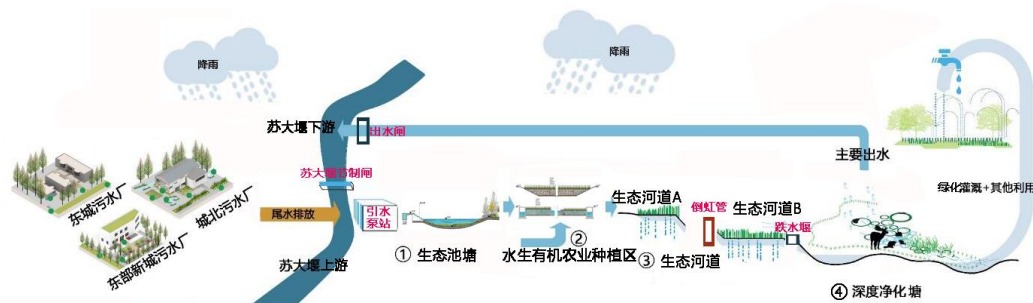 降雨
降雨
苏大堰下游
出水闸
主要出水
绿化灌溉+其他利用
苏大堰节制闸
东城污水厂
城北污水厂
东部新城污水厂
尾水排放
引水
泵站
苏大堰上游
① 生态池塘
②
水生有机农业种植区
生态河道A
倒虹管
生态河道B
跌水堰
③ 生态河道
④ 深度净化塘